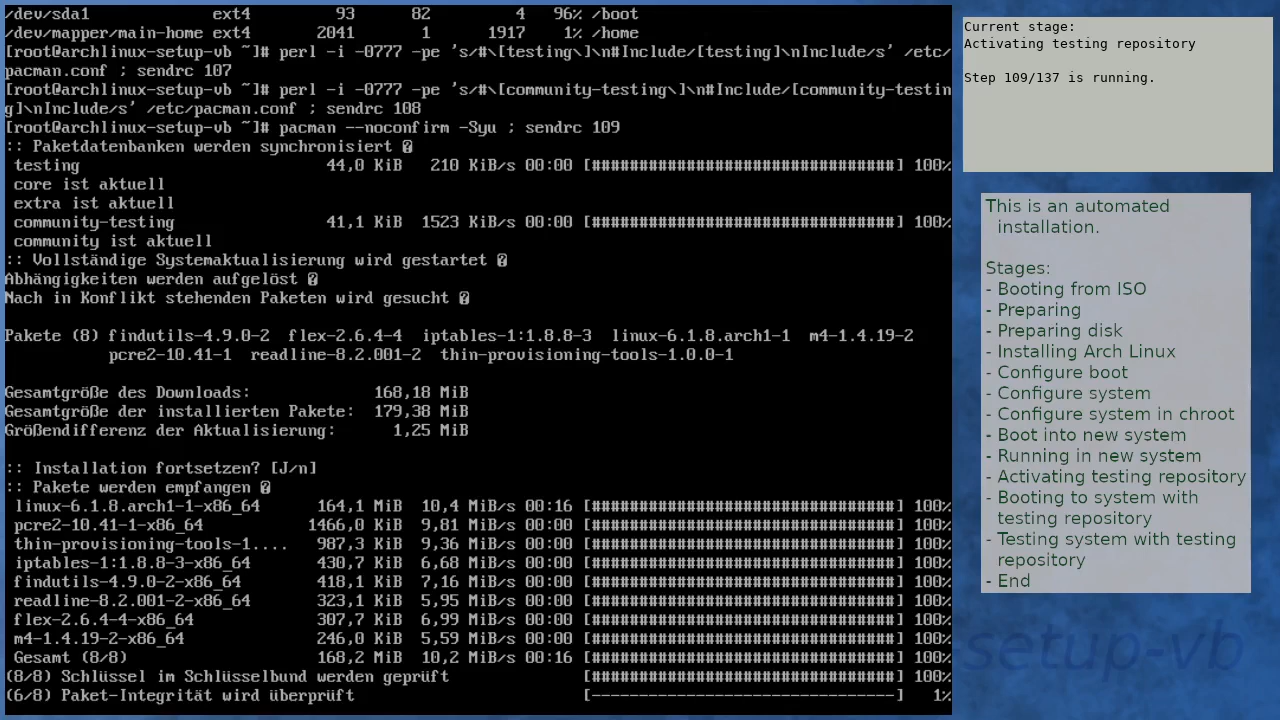 /dev/sda1             ext4      93      82      4   96% /boot
/dev/mapper/main-home ext4    2041       1   1917    1% /home
[root@archlinux-setup-vb ~]# perl -i -0777 -pe 's/#\[testing\]\n#Include/[testing]\nInclude/s' /etc/
pacman.conf ; sendrc 107
[root@archlinux-setup-vb ~]# perl -i -0777 -pe 's/#\[community-testing\]\n#Include/[community-testin
g]\nInclude/s' /etc/pacman.conf ; sendrc 108
[root@archlinux-setup-vb ~]# pacman --noconfirm -Syu ; sendrc 109
:: Paketdatenbanken werden synchronisiert �
 testing                          44,0 KiB   210 KiB/s 00:00 [################################] 100%
 core ist aktuell
 extra ist aktuell
 community-testing                41,1 KiB  1523 KiB/s 00:00 [################################] 100%
 community ist aktuell
:: Vollständige Systemaktualisierung wird gestartet �
Abhängigkeiten werden aufgelöst �
Nach in Konflikt stehenden Paketen wird gesucht �
Pakete (8) findutils-4.9.0-2  flex-2.6.4-4  iptables-1:1.8.8-3  linux-6.1.8.arch1-1  m4-1.4.19-2
           pcre2-10.41-1  readline-8.2.001-2  thin-provisioning-tools-1.0.0-1
Gesamtgröße des Downloads:             168,18 MiB
Gesamtgröße der installierten Pakete:  179,38 MiB
Größendifferenz der Aktualisierung:      1,25 MiB
:: Installation fortsetzen? [J/n]
:: Pakete werden empfangen �
 linux-6.1.8.arch1-1-x86_64      164,1 MiB  10,4 MiB/s 00:16 [################################] 100%
 pcre2-10.41-1-x86_64           1466,0 KiB  9,81 MiB/s 00:00 [################################] 100%
 thin-provisioning-tools-1....   987,3 KiB  9,36 MiB/s 00:00 [################################] 100%
 iptables-1:1.8.8-3-x86_64       430,7 KiB  6,68 MiB/s 00:00 [################################] 100%
 findutils-4.9.0-2-x86_64        418,1 KiB  7,16 MiB/s 00:00 [################################] 100%
 readline-8.2.001-2-x86_64       323,1 KiB  5,95 MiB/s 00:00 [################################] 100%
 flex-2.6.4-4-x86_64             307,7 KiB  6,99 MiB/s 00:00 [################################] 100%
 m4-1.4.19-2-x86_64              246,0 KiB  5,59 MiB/s 00:00 [################################] 100%
 Gesamt (8/8)                    168,2 MiB  10,2 MiB/s 00:16 [################################] 100%
(8/8) Schlüssel im Schlüsselbund werden geprüft              [################################] 100%
(6/8) Paket-Integrität wird überprüft                        [--------------------------------]   1%
Current stage:
Activating testing repository
Step 109/137 is running.
This is an automated
installation.
Stages:
- Booting from ISO
- Preparing
- Preparing disk
- Installing Arch Linux
- Configure boot
- Configure system
- Configure system in chroot
- Boot into new system
- Running in new system
- Activating testing repository
- Booting to system with
testing repository
- Testing system with testing
repository
- End
setup-vb